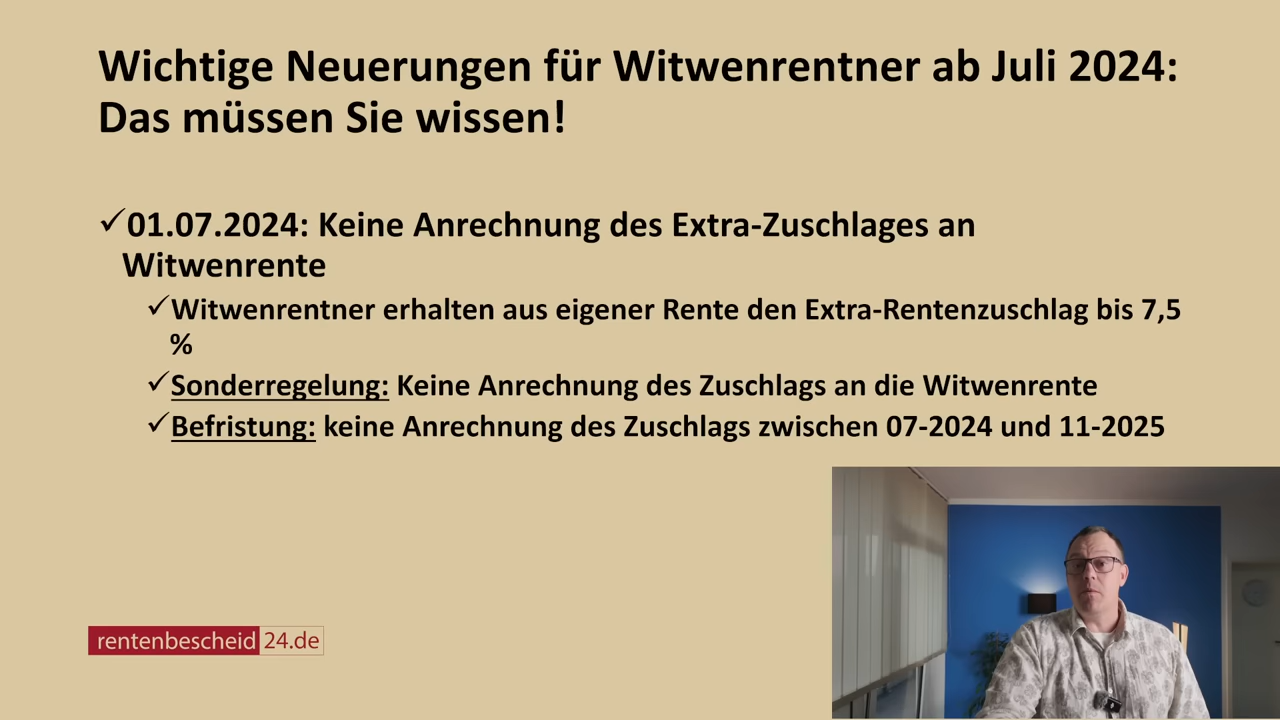 Wichtige Neuerungen für Witwenrentner ab Juli 2024:
Das müssen Sie wissen!
✓01.07.2024: Keine Anrechnung des Extra-Zuschlages an
Witwenrente
✓Witwenrentner erhalten aus eigener Rente den Extra-Rentenzuschlag bis 7,5
%
✓Sonderregelung: Keine Anrechnung des Zuschlags an die Witwenrente
✓Befristung: keine Anrechnung des Zuschlags zwischen 07-2024 und 11-2025
rentenbescheid 24.de